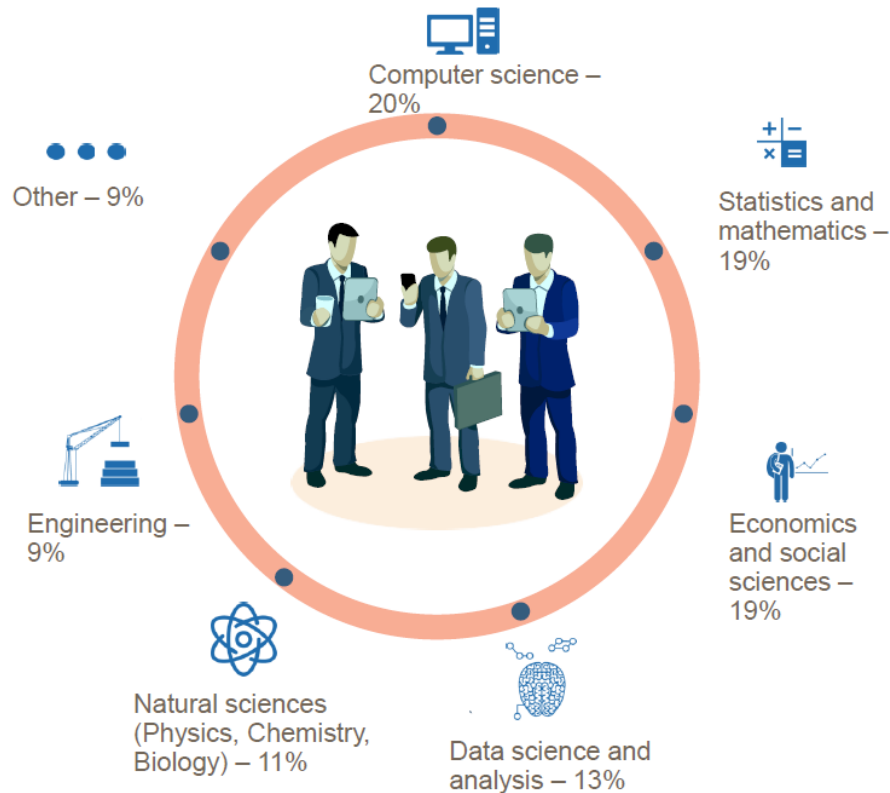 Computer science –
20%
Statistics and
mathematics –
19%
Economics
and social
sciences –
19%
Data science and
analysis – 13%
Natural sciences
(Physics, Chemistry,
Biology) – 11%
Engineering –
9%
Other – 9%